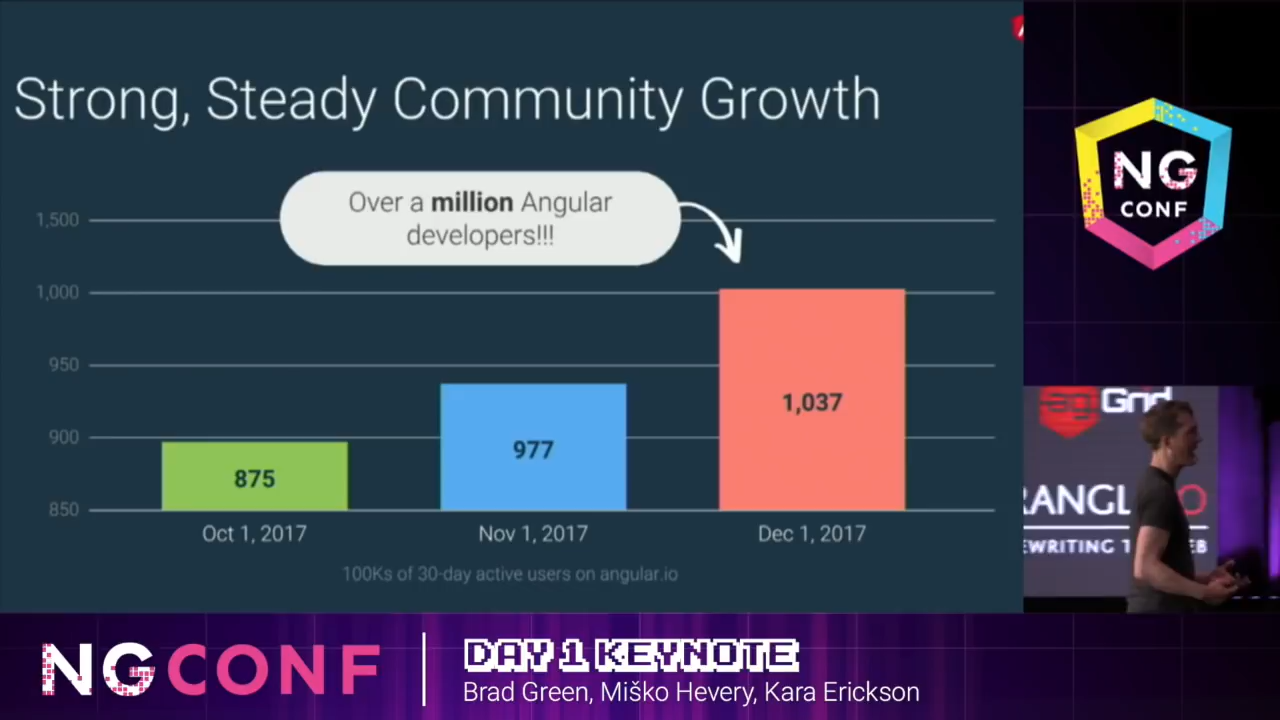 Strong, Steady Community Growth
Over a million Angular
developers!!!
1,500
1,000
950
900
850
875
977
1,037
Oct 1, 2017
Nov 1, 2017
Dec 1, 2017
100Ks of 30-day active users on angular.io
NG
CONF
agGrid
NG CONF
DAY 1 KEYNOTE
Brad Green, Miško Hevery, Kara Erickson